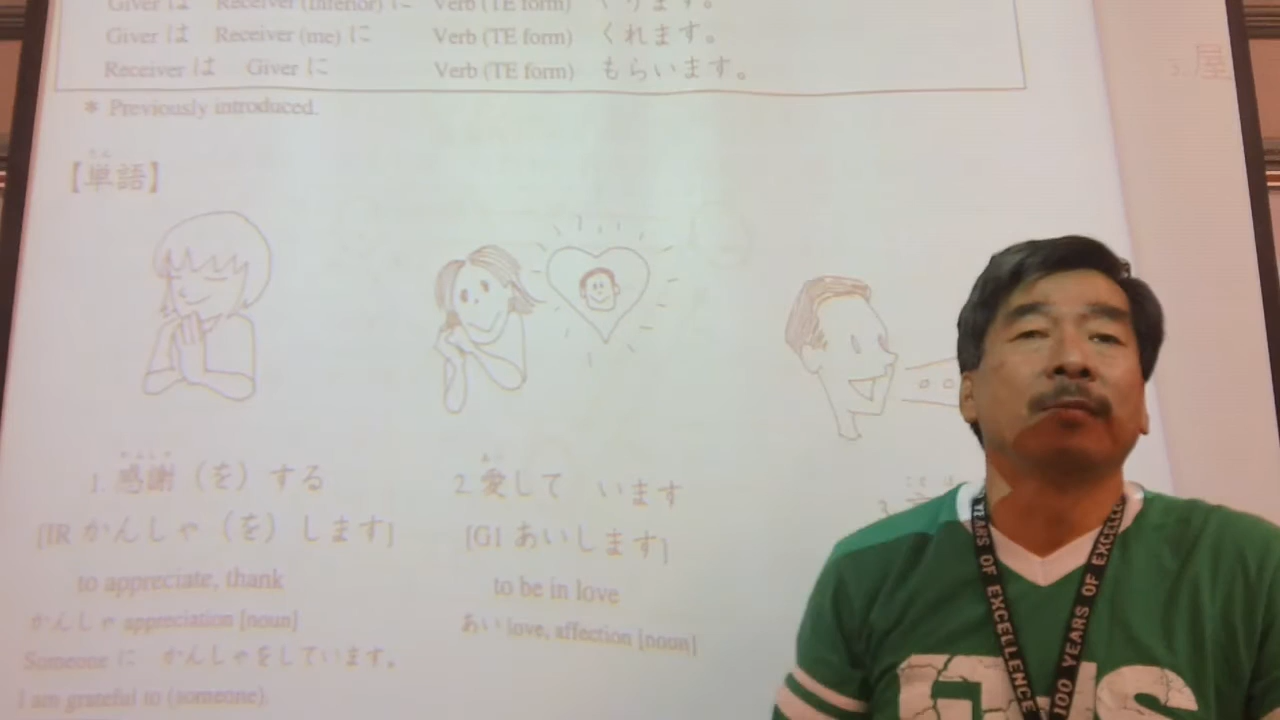 Giver は Receiver (inferior) に Verb (TE form)
Giver は Receiver (me) に Verb (TE form) くれます。
Receiver は Giver に Verb (TE form) もらいます。
* Previously introduced.
【単語】
1. 感謝（を）する
[IR かんしゃ（を）します]
to appreciate, thank
かんしゃ appreciation [noun]
Someone に かんしゃをしています。
I am grateful to (someone).
2. 愛して います
[G1 あいします]
to be in love
あい love, affection [noun]
3.
屋
YEARS OF EXCELLENCE
100 YEARS OF EXCELLENCE